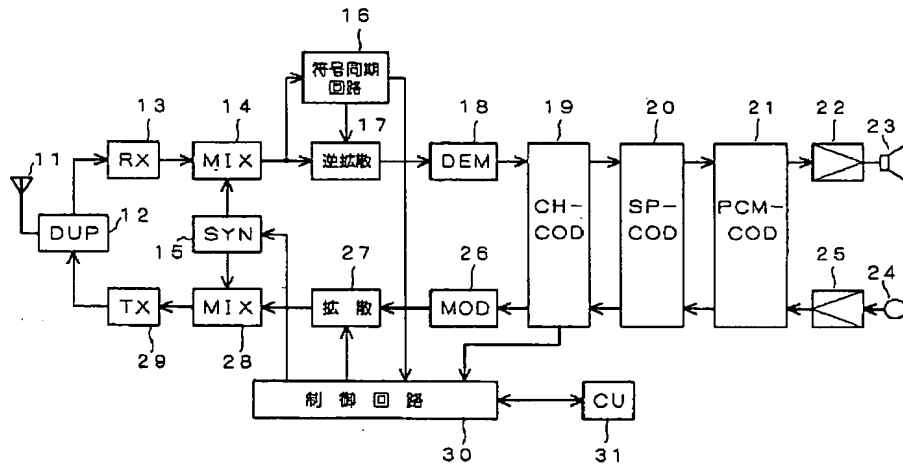 16
符号同期
回路
13
14
17
18
19
20
21
22
23
11
RX
MIX
逆拡散
DEM
CH-
COD
SP-
COD
PCM-
COD
12
DUP
15
SYN
27
26
25
24
TX
MIX
拡散
MOD
29
28
制御回路
CU
30
31